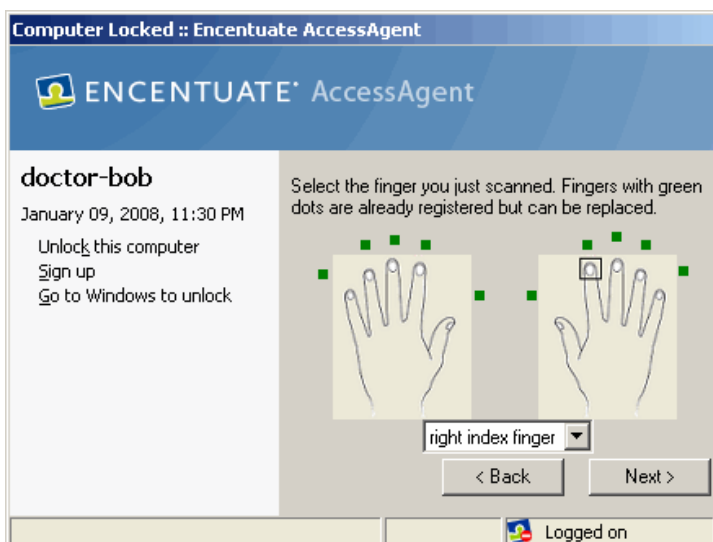 Computer Locked :: Encentuate AccessAgent
ENCENTUATE® AccessAgent
doctor-bob
January 09, 2008, 11:30 PM
Unlock this computer
Sign up
Go to Windows to unlock
Select the finger you just scanned. Fingers with green
dots are already registered but can be replaced.
right index finger
< Back
Next >
Logged on